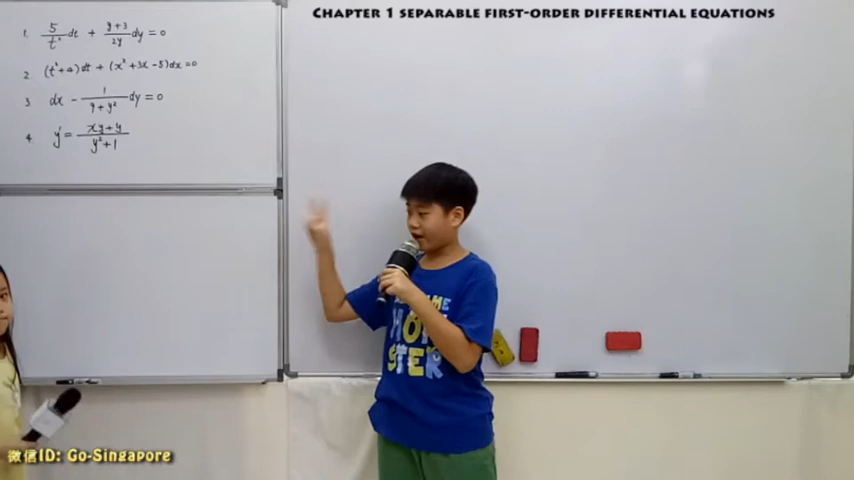 CHAPTER 1 SEPARABLE FIRST-ORDER DIFFERENTIAL EQUATIONS
1. 5/t² dt + (y+3)/2y dy = 0
2. (t²+4)dt + (x²+3x-5)dx = 0
3 dx - 1/(9+y²) dy = 0
4. y' = (xy+y)/(y²+1)
STER
微信ID: Go-Singapore